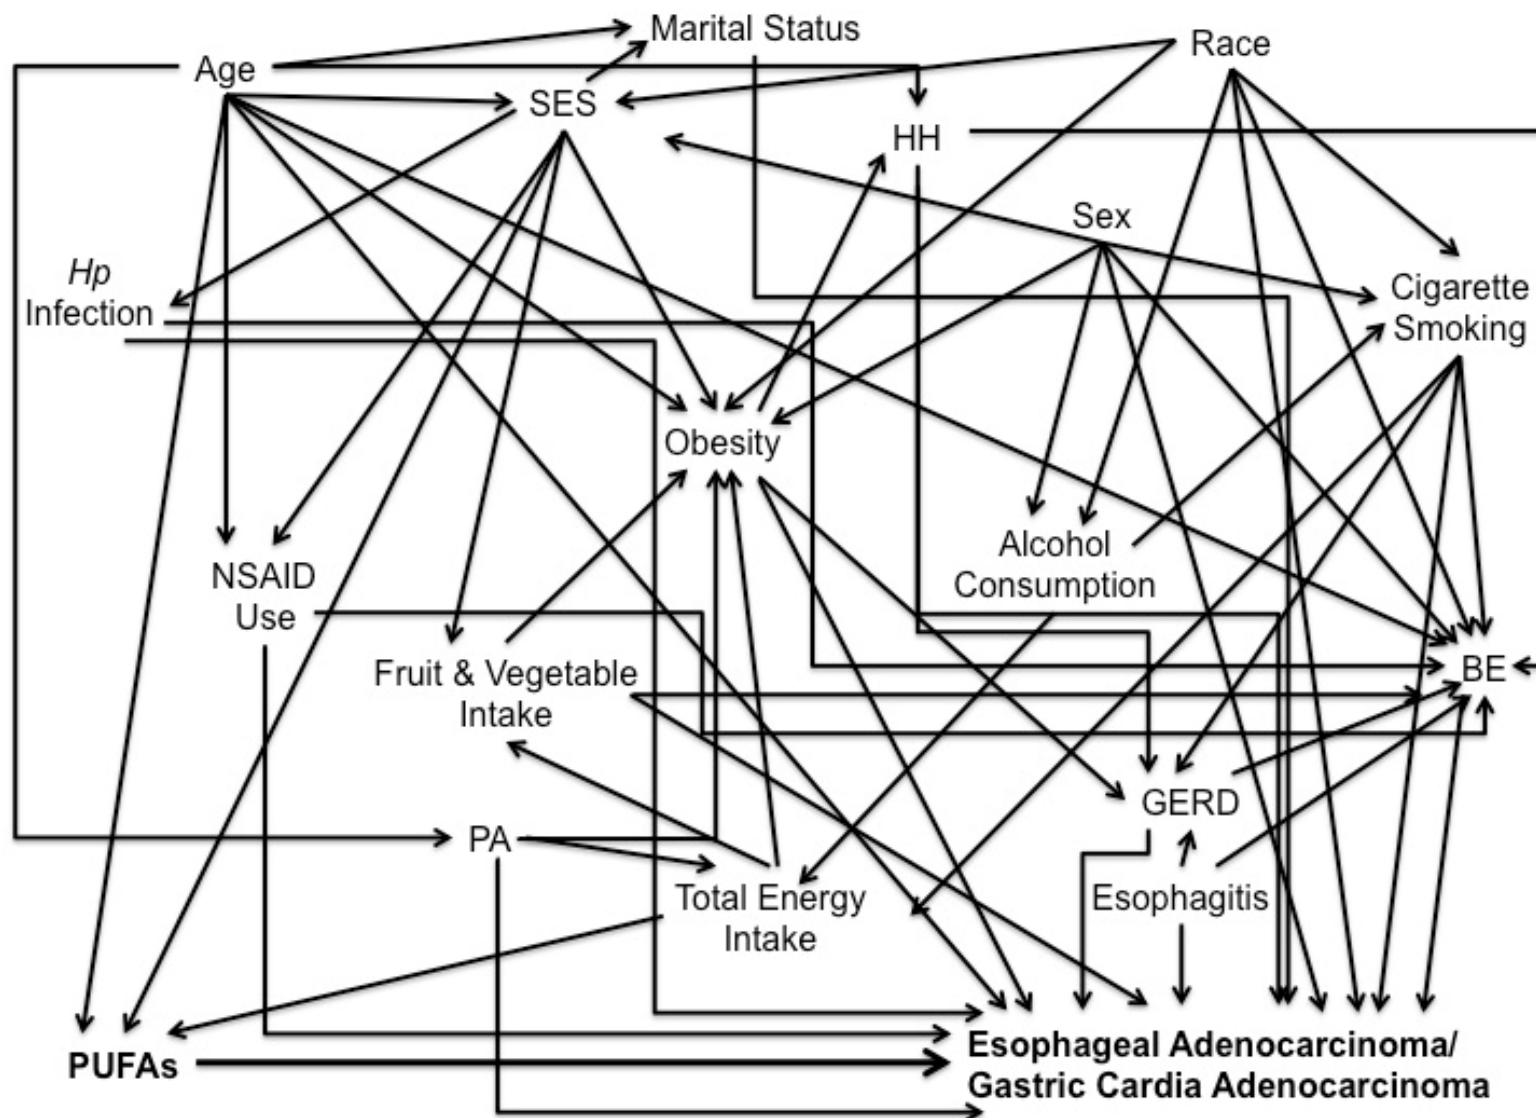 Marital Status
Race
Age
SES
HH
Sex
Hp
Infection
Cigarette
Smoking
Obesity
Alcohol
Consumption
NSAID
Use
Fruit & Vegetable
Intake
BE
GERD
PA
Total Energy
Intake
Esophagitis
PUFAs
Esophageal Adenocarcinoma/
Gastric Cardia Adenocarcinoma